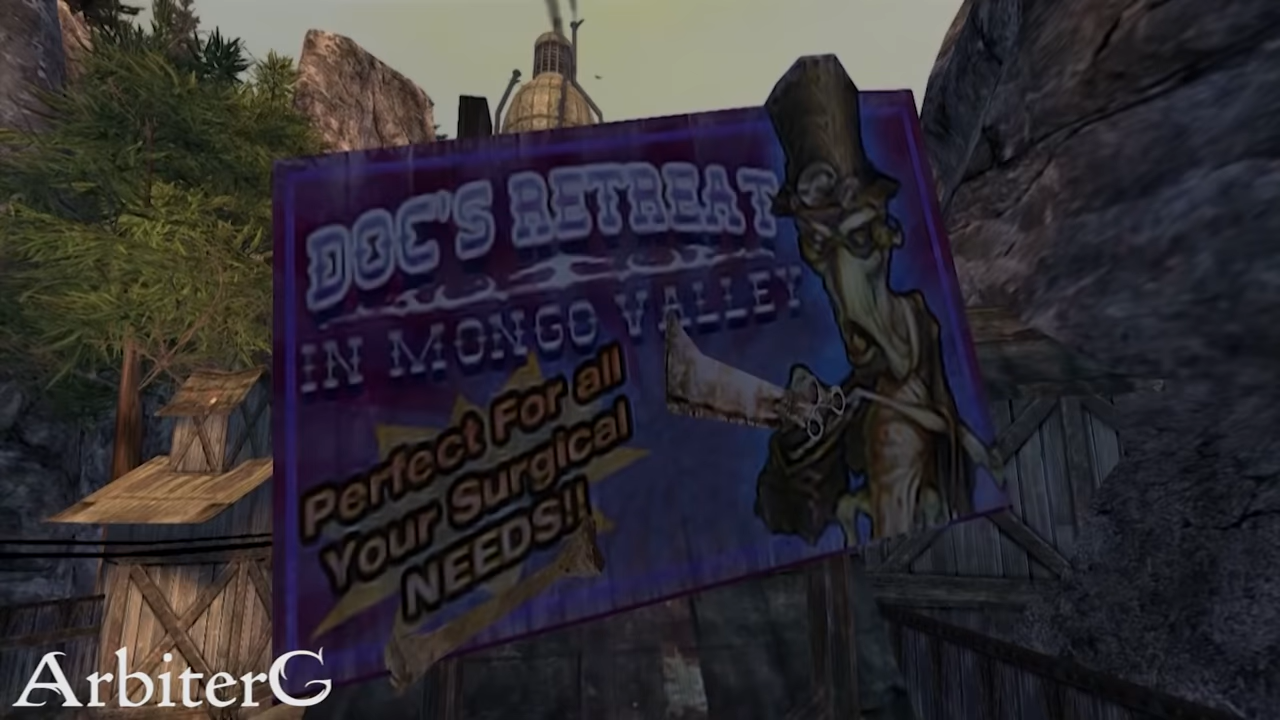 DOC'S RETREAT
IN MONGO VALLEY
Perfect For all
Your Surgical
NEEDS!!
ArbiterG